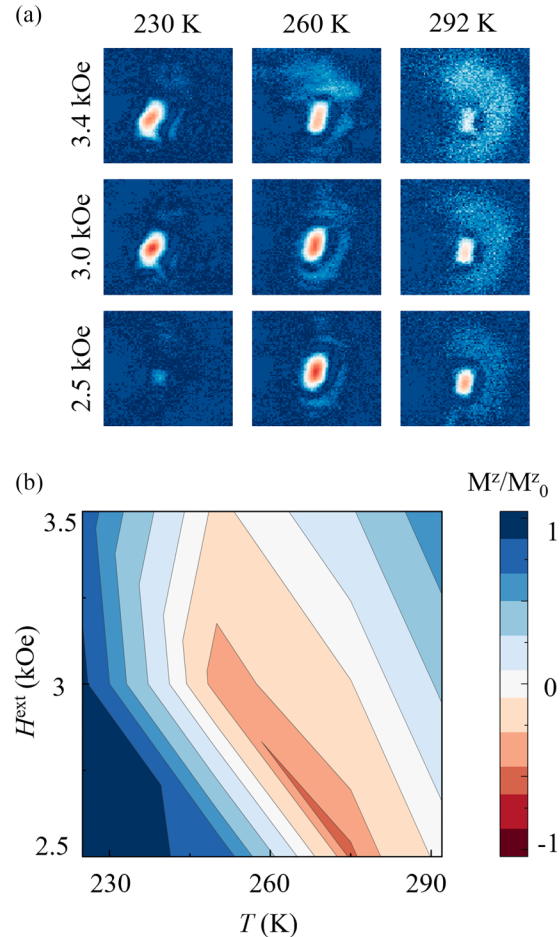 (a)
230 K 260 K 292 K
3.4 kOe
3.0 kOe
2.5 kOe
(b)
Mᶻ/Mᶻ₀
3.5
3
2.5
Hᵉˣᵗ (kOe)
230 260 290
T (K)
1
0
-1